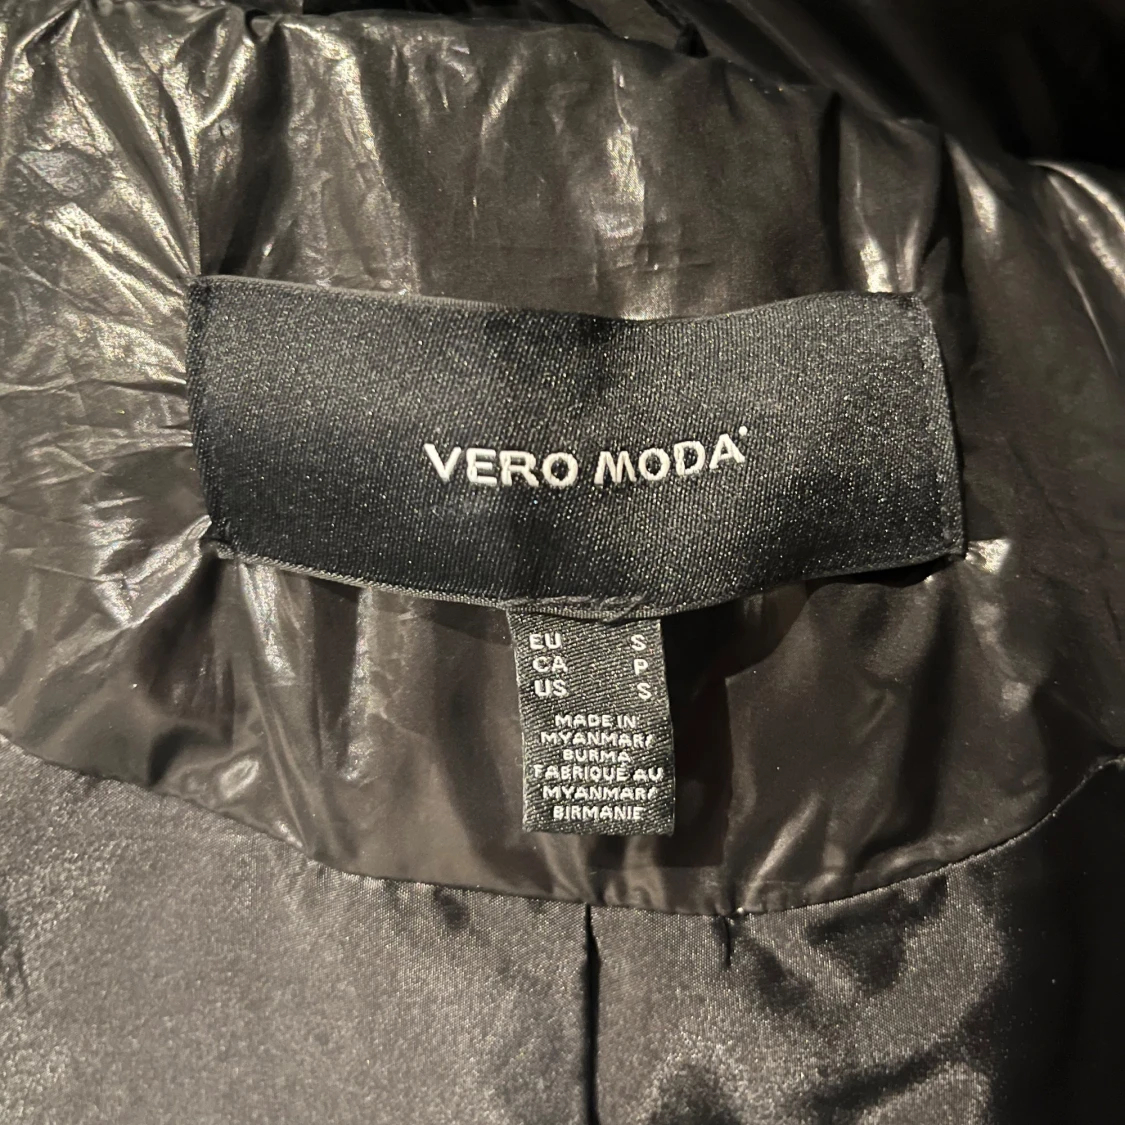 VERO MODA
EU S
CA P
US S
MADE IN
MYANMAR/
BURMA
FABRIQUÉ AU
MYANMAR/
BIRMANIE